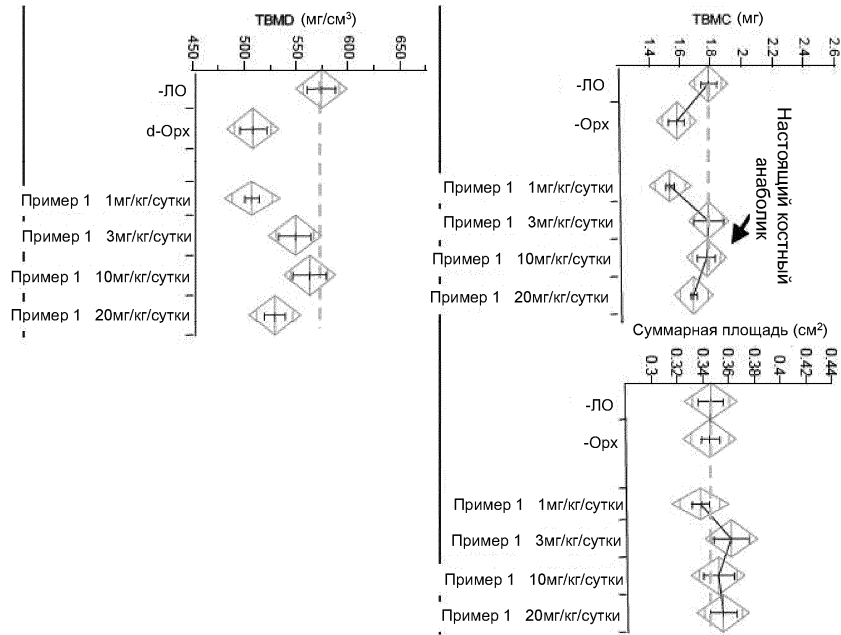 TBMD (мг/см³)
450
500
550
600
650
-ЛО
d-Орх
Пример 1 1мг/кг/сутки
Пример 1 3мг/кг/сутки
Пример 1 10мг/кг/сутки
Пример 1 20мг/кг/сутки
TBMC (мг)
1.4
1.6
1.8
2
2.2
2.4
2.6
-ЛО
-Орх
Пример 1 1мг/кг/сутки
Пример 1 3мг/кг/сутки
Пример 1 10мг/кг/сутки
Пример 1 20мг/кг/сутки
Настоящий костный
анаболик
Суммарная площадь (см²)
0.3
0.32
0.34
0.36
0.38
0.4
0.42
0.44
-ЛО
-Орх
Пример 1 1мг/кг/сутки
Пример 1 3мг/кг/сутки
Пример 1 10мг/кг/сутки
Пример 1 20мг/кг/сутки